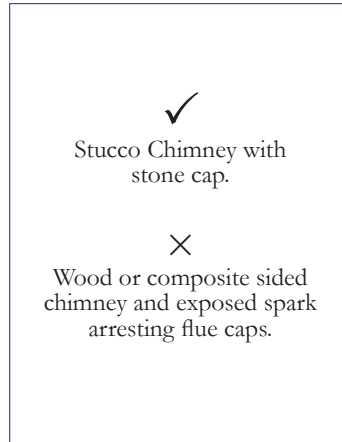 ✓
Stucco Chimney with
stone cap.
×
Wood or composite sided
chimney and exposed spark
arresting flue caps.